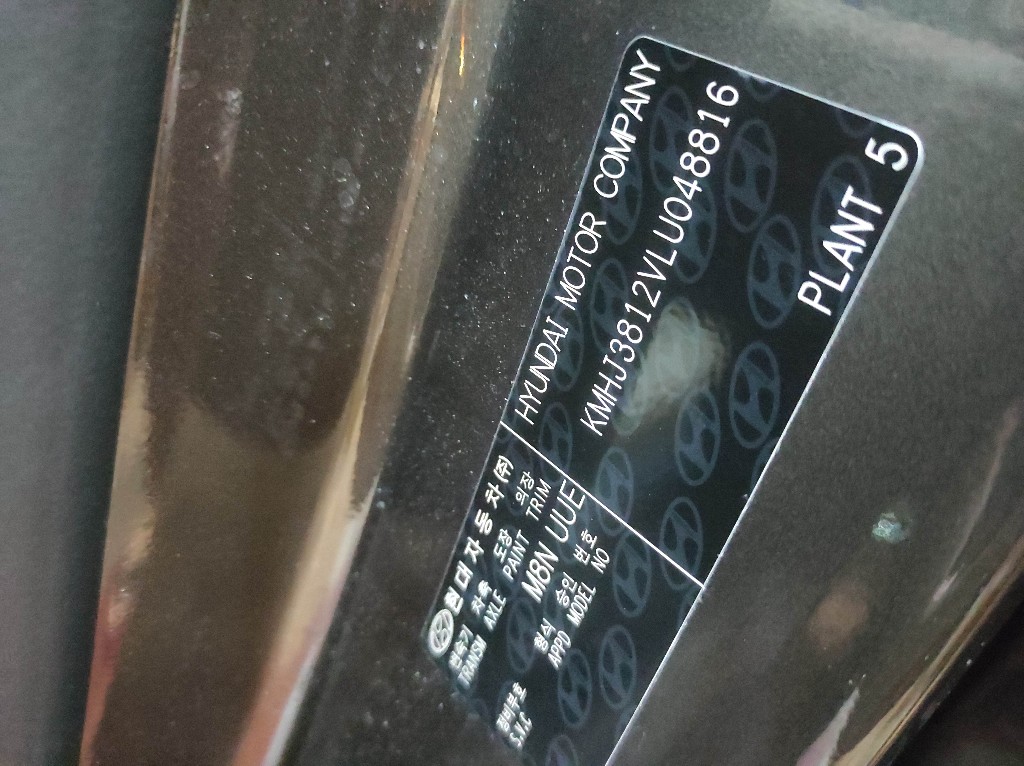 현대자동차(주)
변속기 차축 도장 의장
TRANSM AXLE PAINT TRIM
M8N UUE
형식 승인 번호
APPD MODEL NO
S.A.C
HYUNDAI MOTOR COMPANY
KMHJ3812VLU048816
PLANT 5